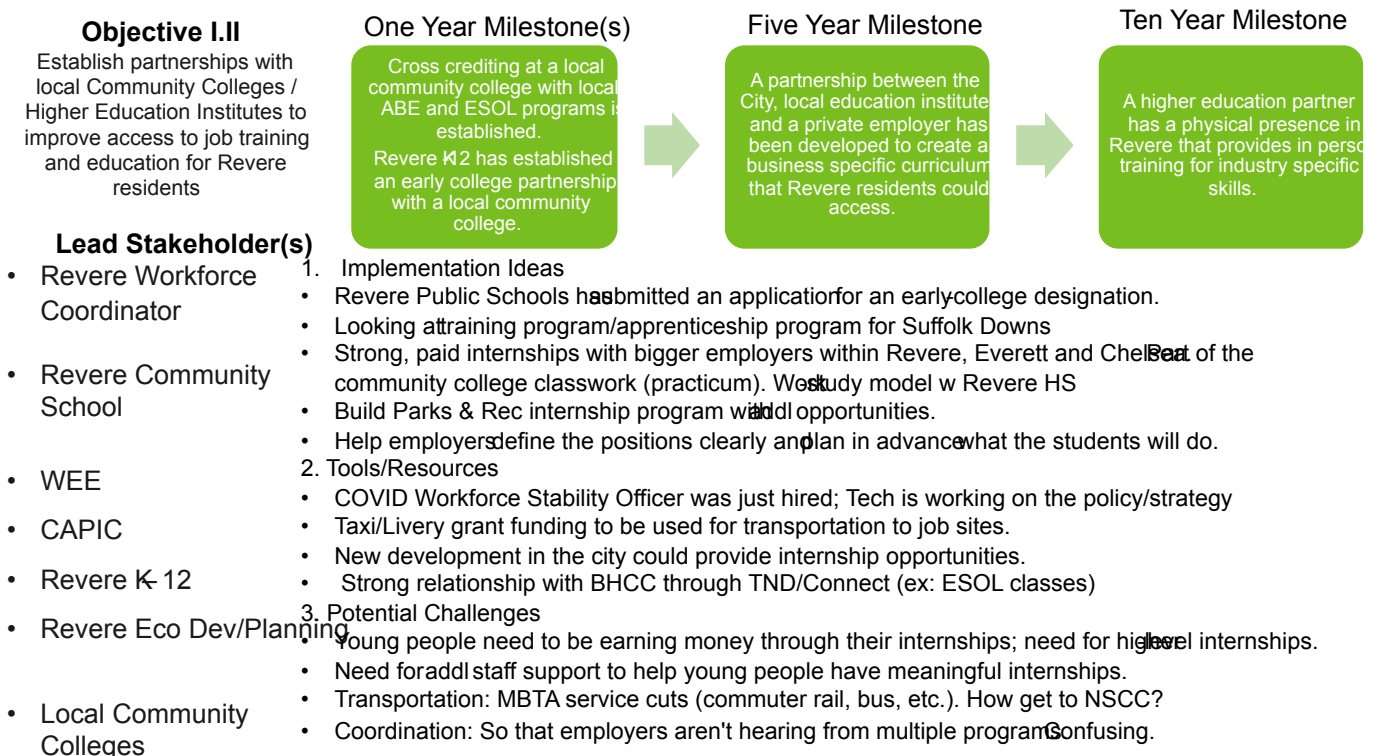 Objective I.II
Establish partnerships with
local Community Colleges /
Higher Education Institutes to
improve access to job training
and education for Revere
residents
One Year Milestone(s)
Cross crediting at a local
community college with local
ABE and ESOL programs is
established.
Revere K-12 has established
an early college partnership
with a local community
college.
Five Year Milestone
A partnership between the
City, local education institute
and a private employer has
been developed to create a
business specific curriculum
that Revere residents could
access.
Ten Year Milestone
A higher education partner
has a physical presence in
Revere that provides in perso
training for industry specific
skills.
Lead Stakeholder(s)
• Revere Workforce
Coordinator
• Revere Community
School
• WEE
• CAPIC
• Revere K-12
• Revere Eco Dev/Planning
• Local Community
Colleges
1. Implementation Ideas
• Revere Public Schools has submitted an application for an early-college designation.
• Looking at training program/apprenticeship program for Suffolk Downs
• Strong, paid internships with bigger employers within Revere, Everett and Chelsea. Part of the
community college classwork (practicum). Work-study model w Revere HS
• Build Parks & Rec internship program with addl opportunities.
• Help employers define the positions clearly and plan in advance what the students will do.
2. Tools/Resources
• COVID Workforce Stability Officer was just hired; Tech is working on the policy/strategy
• Taxi/Livery grant funding to be used for transportation to job sites.
• New development in the city could provide internship opportunities.
• Strong relationship with BHCC through TND/Connect (ex: ESOL classes)
3. Potential Challenges
• Young people need to be earning money through their internships; need for higher-level internships.
• Need for addl staff support to help young people have meaningful internships.
• Transportation: MBTA service cuts (commuter rail, bus, etc.). How get to NSCC?
• Coordination: So that employers aren't hearing from multiple programs. Confusing.